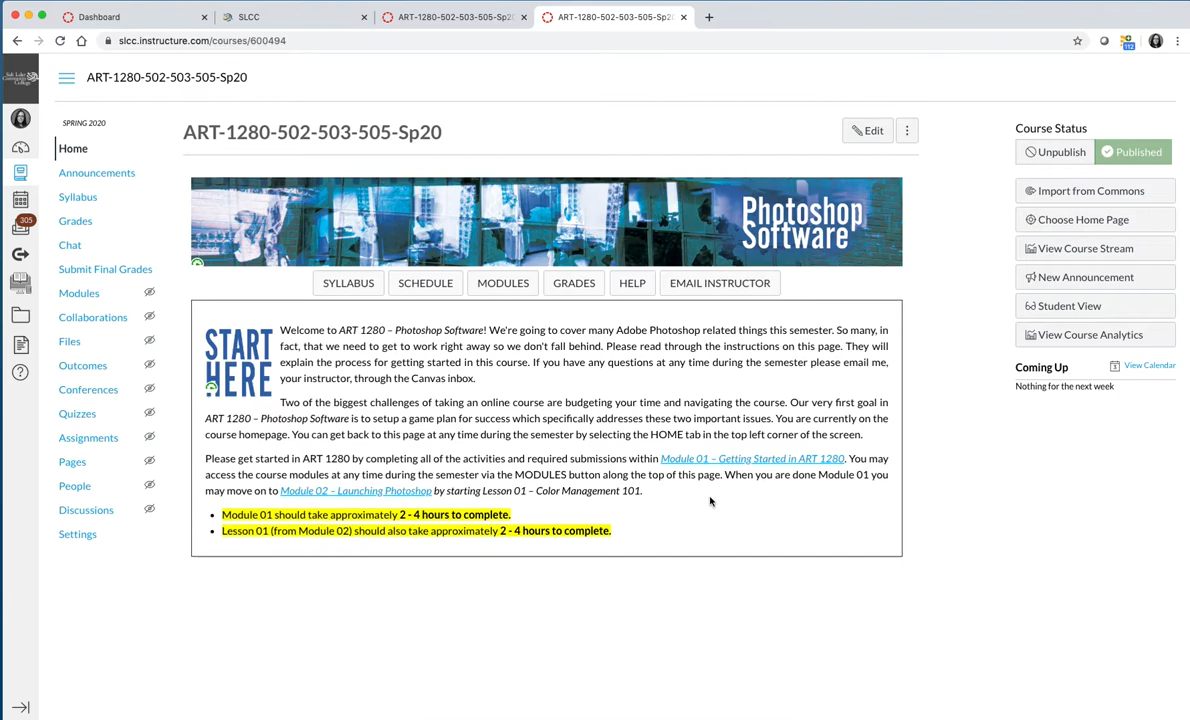 Dashboard
SLCC
ART-1280-502-503-505-Sp2
ART-1280-502-503-505-Sp2
slcc.instructure.com/courses/600494
112
Salt Lake
Community
College
ART-1280-502-503-505-Sp20
305
SPRING 2020
Home
Announcements
Syllabus
Grades
Chat
Submit Final Grades
Modules
Collaborations
Files
Outcomes
Conferences
Quizzes
Assignments
Pages
People
Discussions
Settings
ART-1280-502-503-505-Sp20
Edit
Photoshop
Software
SYLLABUS
SCHEDULE
MODULES
GRADES
HELP
EMAIL INSTRUCTOR
START
HERE
Welcome to ART 1280 – Photoshop Software! We're going to cover many Adobe Photoshop related things this semester. So many, in
fact, that we need to get to work right away so we don't fall behind. Please read through the instructions on this page. They will
explain the process for getting started in this course. If you have any questions at any time during the semester please email me,
your instructor, through the Canvas inbox.
Two of the biggest challenges of taking an online course are budgeting your time and navigating the course. Our very first goal in
ART 1280 – Photoshop Software is to setup a game plan for success which specifically addresses these two important issues. You are currently on the
course homepage. You can get back to this page at any time during the semester by selecting the HOME tab in the top left corner of the screen.
Please get started in ART 1280 by completing all of the activities and required submissions within Module 01 – Getting Started in ART 1280. You may
access the course modules at any time during the semester via the MODULES button along the top of this page. When you are done Module 01 you
may move on to Module 02 – Launching Photoshop by starting Lesson 01 – Color Management 101.
• Module 01 should take approximately 2 - 4 hours to complete.
• Lesson 01 (from Module 02) should also take approximately 2 - 4 hours to complete.
Course Status
Unpublish
Published
Import from Commons
Choose Home Page
View Course Stream
New Announcement
Student View
View Course Analytics
Coming Up
View Calendar
Nothing for the next week